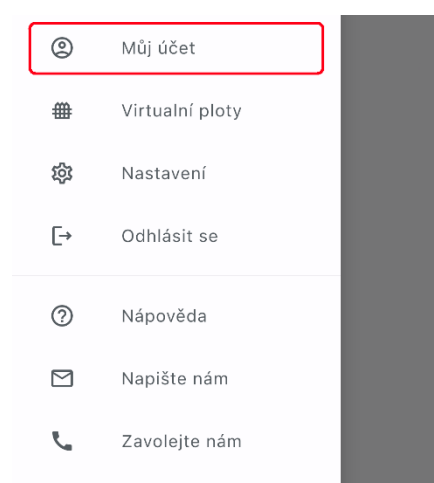 Můj účet
Virtualní ploty
Nastavení
Odhlásit se
Nápověda
Napište nám
Zavolejte nám